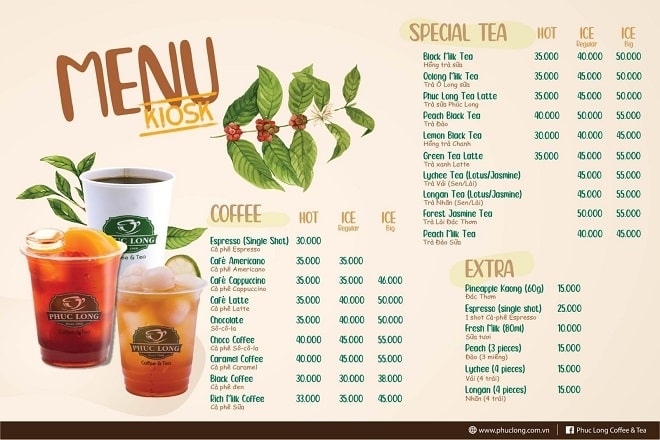 MENU
KIOSK
PHUC LONG
Coffee & Tea
PHUC LONG
Coffee & Tea
PHUC LONG
Coffee & Tea
COFFEE HOT ICE ICE
Regular Big
Espresso (Single Shot) 30.000
Cà phê Espresso
Café Americano 35.000 35.000
Cà phê Americano
Café Cappuccino 35.000 35.000 46.000
Cà phê Cappuccino
Café Latte 35.000 40.000 50.000
Cà phê Latte
Chocolate 35.000 40.000 50.000
Sô-cô-la
Choco Coffee 40.000 45.000 55.000
Cà phê Sô-cô-la
Caramel Coffee 40.000 45.000 55.000
Cà phê Caramel
Black Coffee 30.000 30.000 38.000
Cà phê đen
Rich Milk Coffee 33.000 35.000 45.000
Cà phê Sữa
SPECIAL TEA HOT ICE ICE
Regular Big
Black Milk Tea 35.000 40.000 50.000
Hồng trà sữa
Oolong Milk Tea 35.000 45.000 50.000
Trà Ô Long sữa
Phuc Long Tea Latte 35.000 45.000 50.000
Trà sữa Phúc Long
Peach Black Tea 40.000 50.000 55.000
Trà Đào
Lemon Black Tea 30.000 40.000 45.000
Hồng trà Chanh
Green Tea Latte 35.000 45.000 55.000
Trà xanh Latte
Lychee Tea (Lotus/Jasmine) 45.000 55.000
Trà Vải (Sen/Lài)
Longan Tea (Lotus/Jasmine) 45.000 55.000
Trà Nhãn (Sen/Lài)
Forest Jasmine Tea 50.000 55.000
Trà Lài Đác Thơm
Peach Milk Tea 40.000 45.000
Trà Đào Sữa
EXTRA
Pineapple Kaong (60g) 15.000
Đác Thơm
Espresso (single shot) 25.000
1 shot Cà-phê Espresso
Fresh Milk (80ml) 10.000
Sữa tươi
Peach (3 pieces) 15.000
Đào (3 miếng)
Lychee (4 pieces) 15.000
Vải (4 trái)
Longan (4 pieces) 15.000
Nhãn (4 trái)
www.phuclong.com.vn | Phuc Long Coffee & Tea